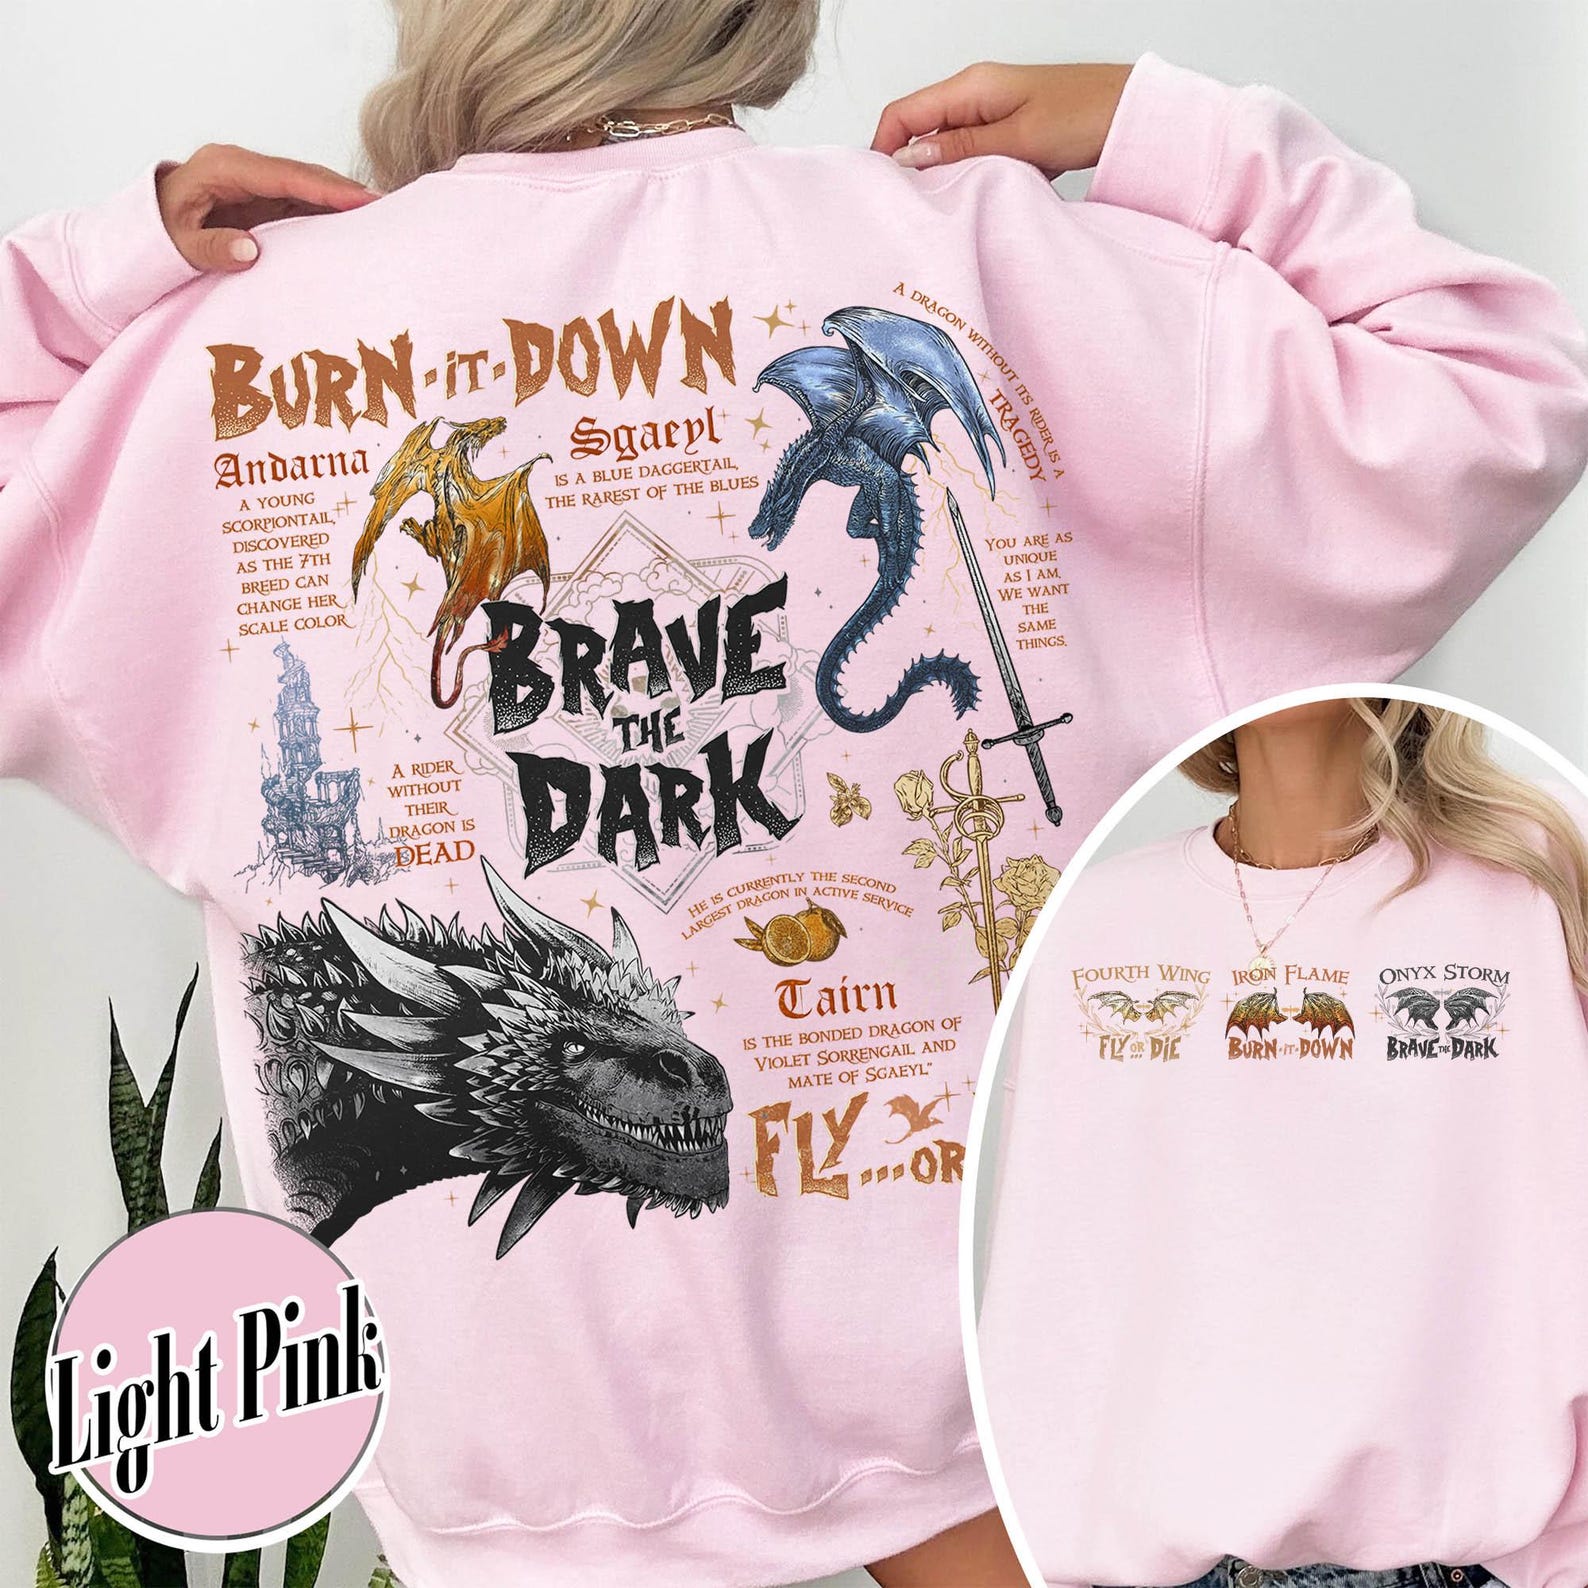 BURN·IT·DOWN
Andarna
A YOUNG
SCORPIONTAIL,
DISCOVERED
AS THE 7TH
BREED CAN
CHANGE HER
SCALE COLOR
Sgaeyl
IS A BLUE DAGGERTAIL,
THE RAREST OF THE BLUES
A DRAGON WITHOUT ITS RIDER IS A
TRAGEDY
YOU ARE AS
UNIQUE
AS I AM.
WE WANT
THE
SAME
THINGS.
BRAVE
THE
DARK
A RIDER
WITHOUT
THEIR
DRAGON IS
DEAD
HE IS CURRENTLY THE SECOND
LARGEST DRAGON IN ACTIVE SERVICE
Tairn
IS THE BONDED DRAGON OF
VIOLET SORRENGAIL AND
MATE OF SGAEYL"
FLY...OR
FOURTH WING
FLY OR ... DIE
IRON FLAME
BURN·IT·DOWN
ONYX STORM
BRAVE THE DARK
Light Pink